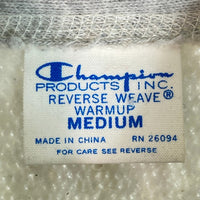 Champion
PRODUCTS INC.
REVERSE WEAVE®
WARMUP
MEDIUM
MADE IN CHINA RN 26094
FOR CARE SEE REVERSE